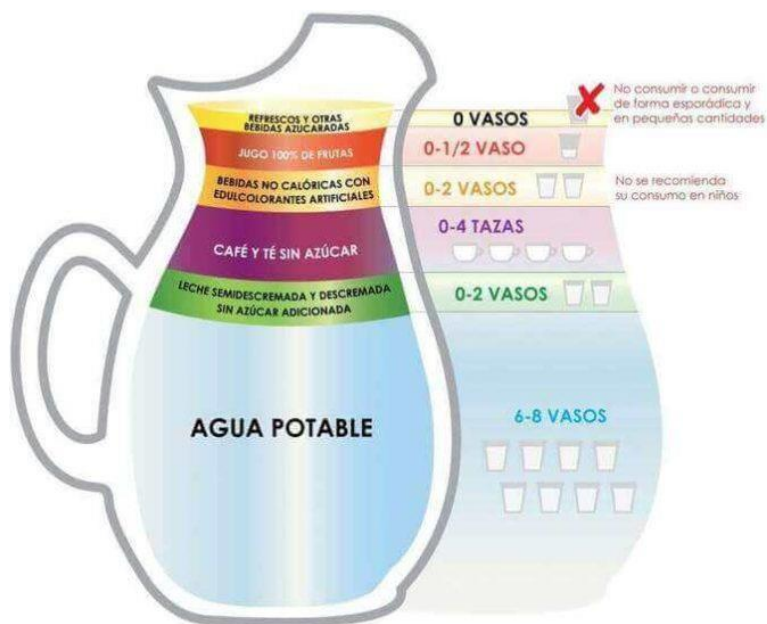 REFRESCOS Y OTRAS
BEBIDAS AZUCARADAS
0 VASOS
No consumir o consumir
de forma esporádica y
en pequeñas cantidades
JUGO 100% DE FRUTAS
0-1/2 VASO
BEBIDAS NO CALÓRICAS CON
EDULCOLORANTES ARTIFICIALES
0-2 VASOS
No se recomienda
su consumo en niños
CAFÉ Y TÉ SIN AZÚCAR
0-4 TAZAS
LECHE SEMIDESCREMADA Y DESCREMADA
SIN AZÚCAR ADICIONADA
0-2 VASOS
AGUA POTABLE
6-8 VASOS